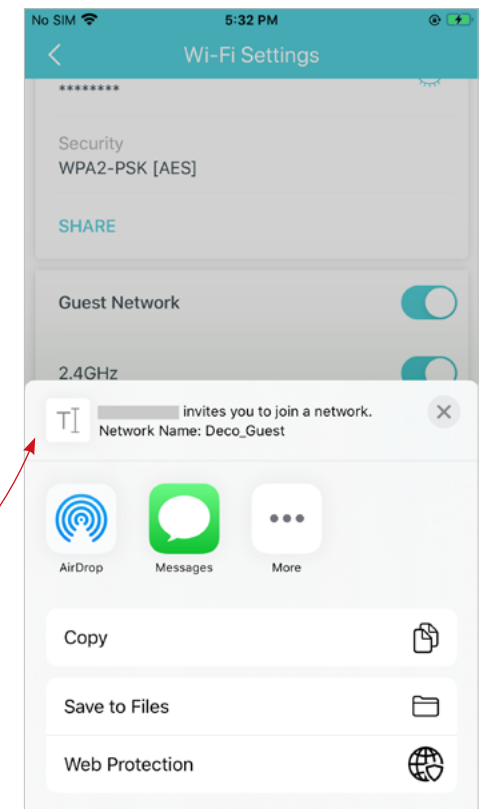 No SIM 5:32 PM
Wi-Fi Settings
********
Security
WPA2-PSK [AES]
SHARE
Guest Network
2.4GHz
invites you to join a network.
Network Name: Deco_Guest
AirDrop Messages More
Copy
Save to Files
Web Protection